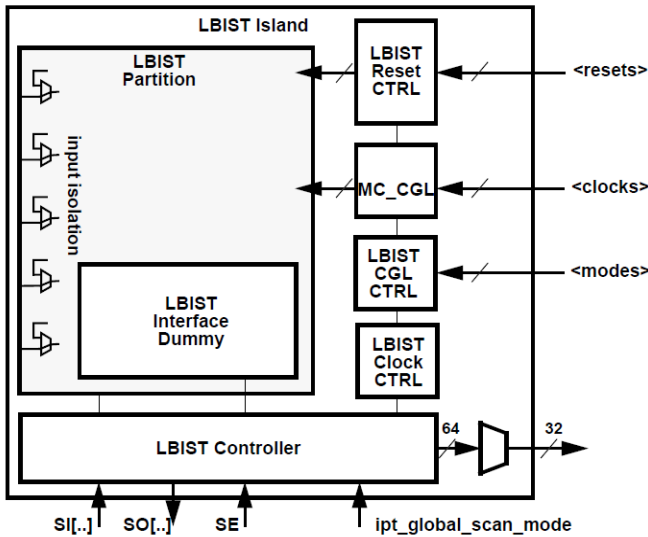 LBIST Island
LBIST
Partition
LBIST
Reset
CTRL
<resets>
input isolation
MC_CGL
<clocks>
LBIST
CGL
CTRL
<modes>
LBIST
Interface
Dummy
LBIST
Clock
CTRL
LBIST Controller
64
32
SI[..]
SO[..]
SE
ipt_global_scan_mode